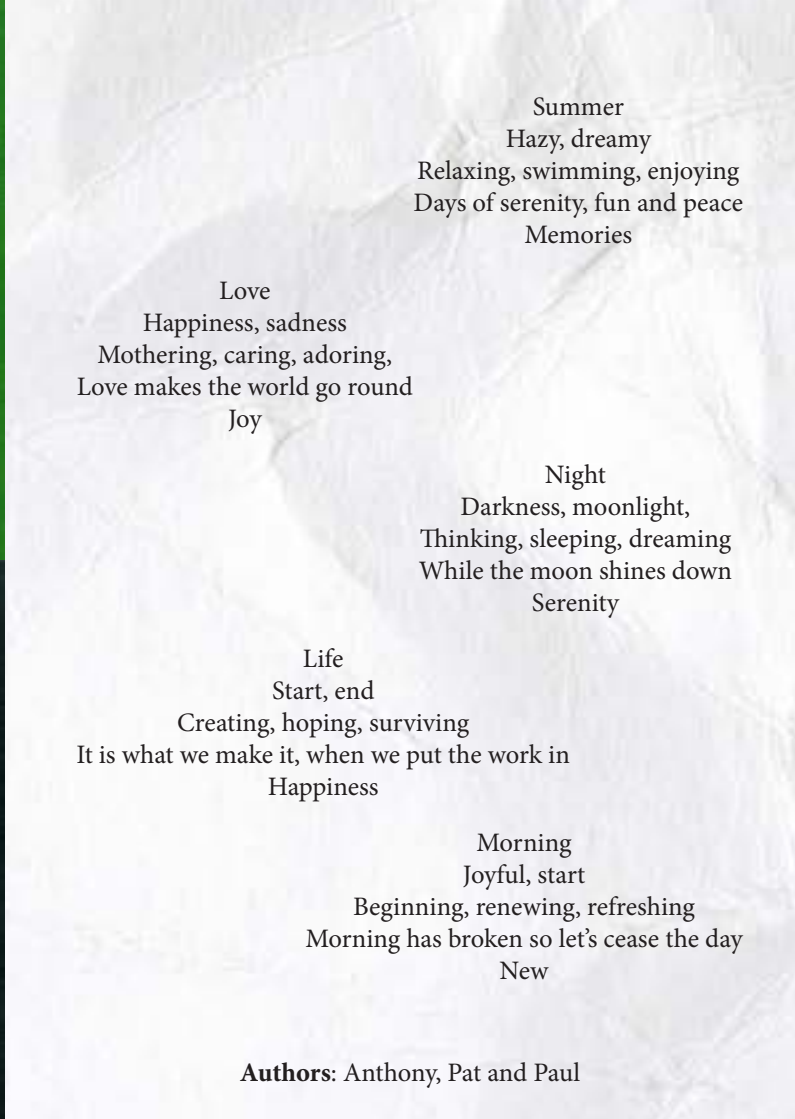 Summer
Hazy, dreamy
Relaxing, swimming, enjoying
Days of serenity, fun and peace
Memories
Love
Happiness, sadness
Mothering, caring, adoring,
Love makes the world go round
Joy
Night
Darkness, moonlight,
Thinking, sleeping, dreaming
While the moon shines down
Serenity
Life
Start, end
Creating, hoping, surviving
It is what we make it, when we put the work in
Happiness
Morning
Joyful, start
Beginning, renewing, refreshing
Morning has broken so let’s cease the day
New
Authors: Anthony, Pat and Paul